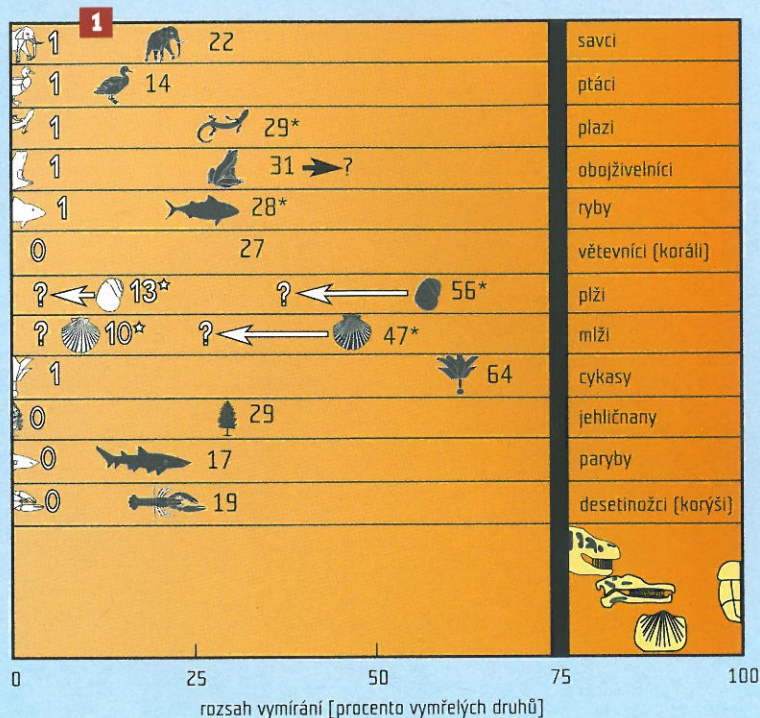 1
1 22 savci
1 14 ptáci
1 29* plazi
1 31 ? obojživelníci
1 28* ryby
0 27 větevníci (koráli)
? 13☆ ? 56* plži
? 10☆ ? 47* mlži
1 64 cykasy
0 29 jehličnany
0 17 paryby
0 19 desetinožci (korýši)
0 25 50 75 100
rozsah vymírání [procento vymřelých druhů]